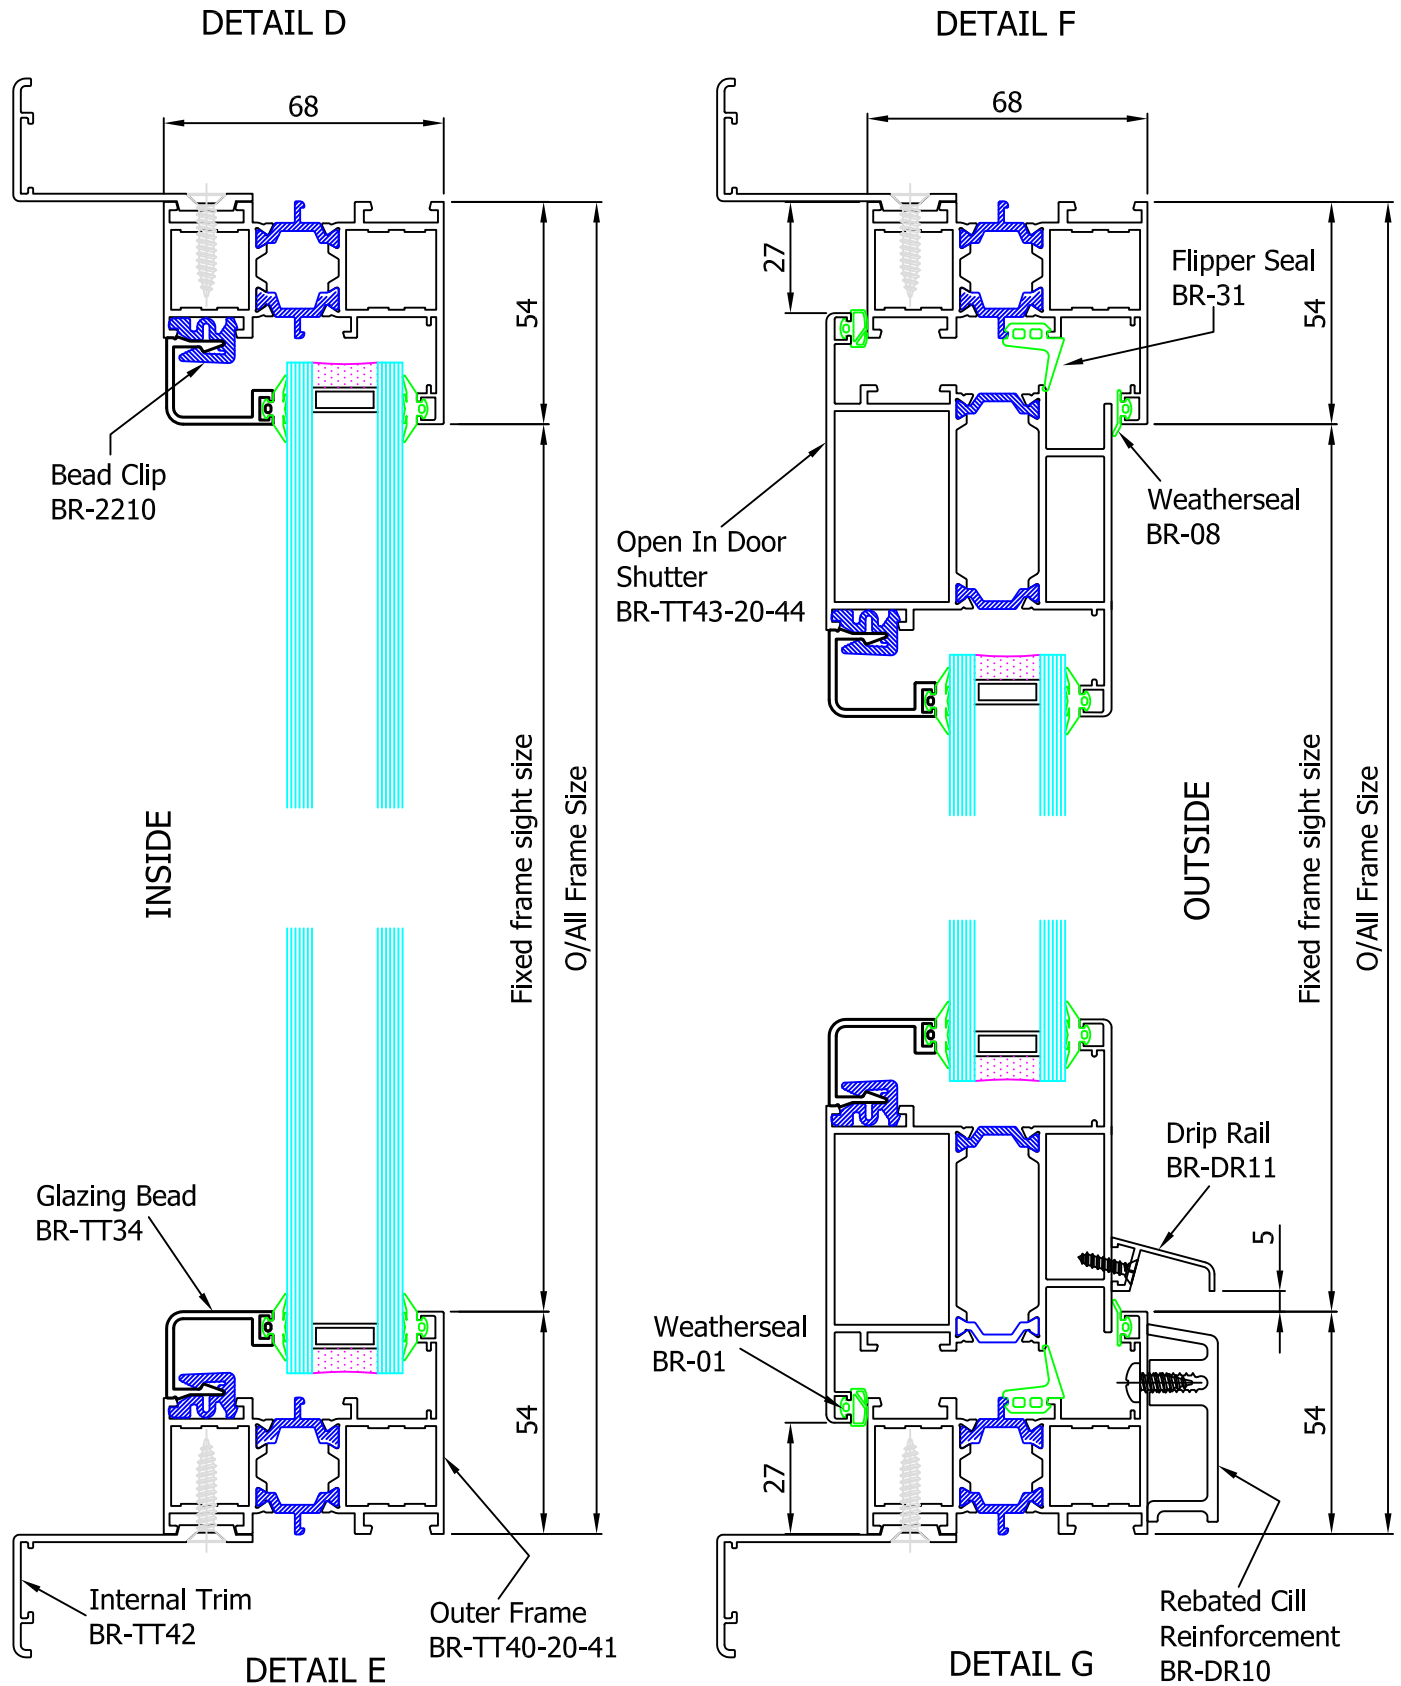 DETAIL D
68
54
Bead Clip
BR-2210
INSIDE
Fixed frame sight size
O/All Frame Size
Glazing Bead
BR-TT34
54
Internal Trim
BR-TT42
Outer Frame
BR-TT40-20-41
DETAIL E
DETAIL F
68
27
Flipper Seal
BR-31
54
Weatherseal
BR-08
Open In Door
Shutter
BR-TT43-20-44
OUTSIDE
Fixed frame sight size
O/All Frame Size
Drip Rail
BR-DR11
5
Weatherseal
BR-01
27
54
Rebated Cill
Reinforcement
BR-DR10
DETAIL G